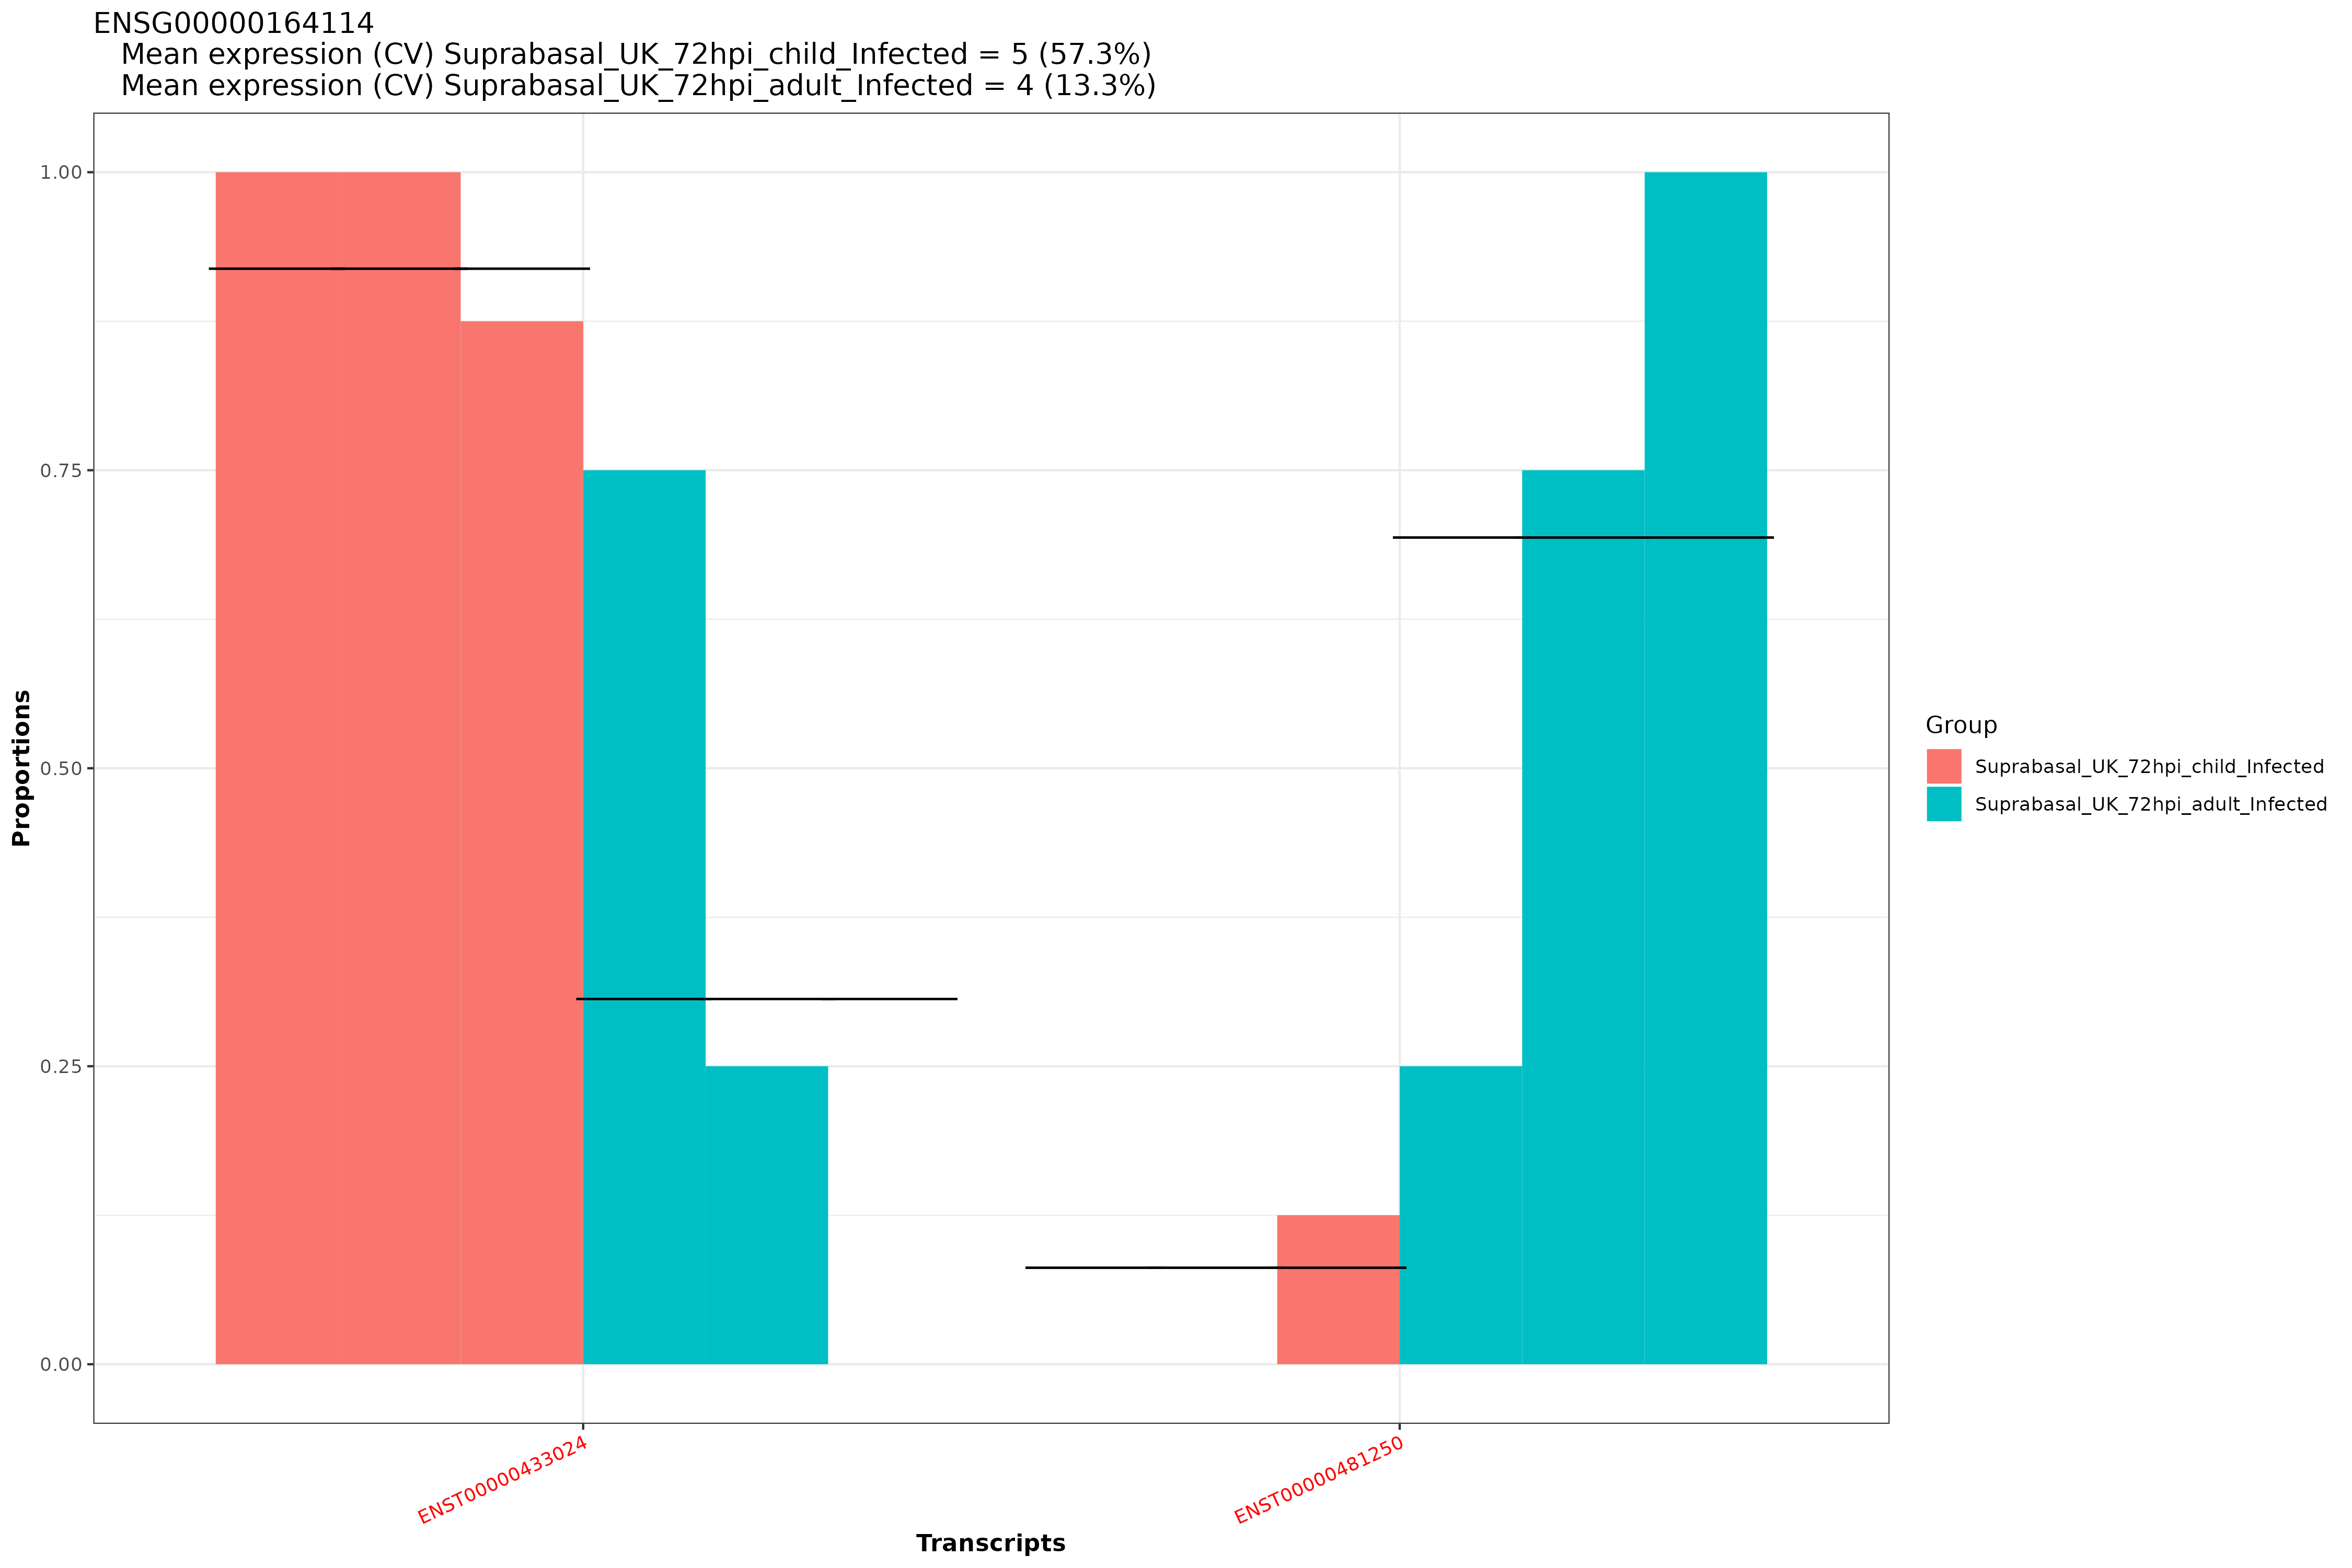 ENSG00000164114
Mean expression (CV) Suprabasal_UK_72hpi_child_Infected = 5 (57.3%)
Mean expression (CV) Suprabasal_UK_72hpi_adult_Infected = 4 (13.3%)
1.00
0.75
0.50
0.25
0.00
Proportions
ENST0000433024
ENST00000481250
Transcripts
Group
Suprabasal_UK_72hpi_child_Infected
Suprabasal_UK_72hpi_adult_Infected